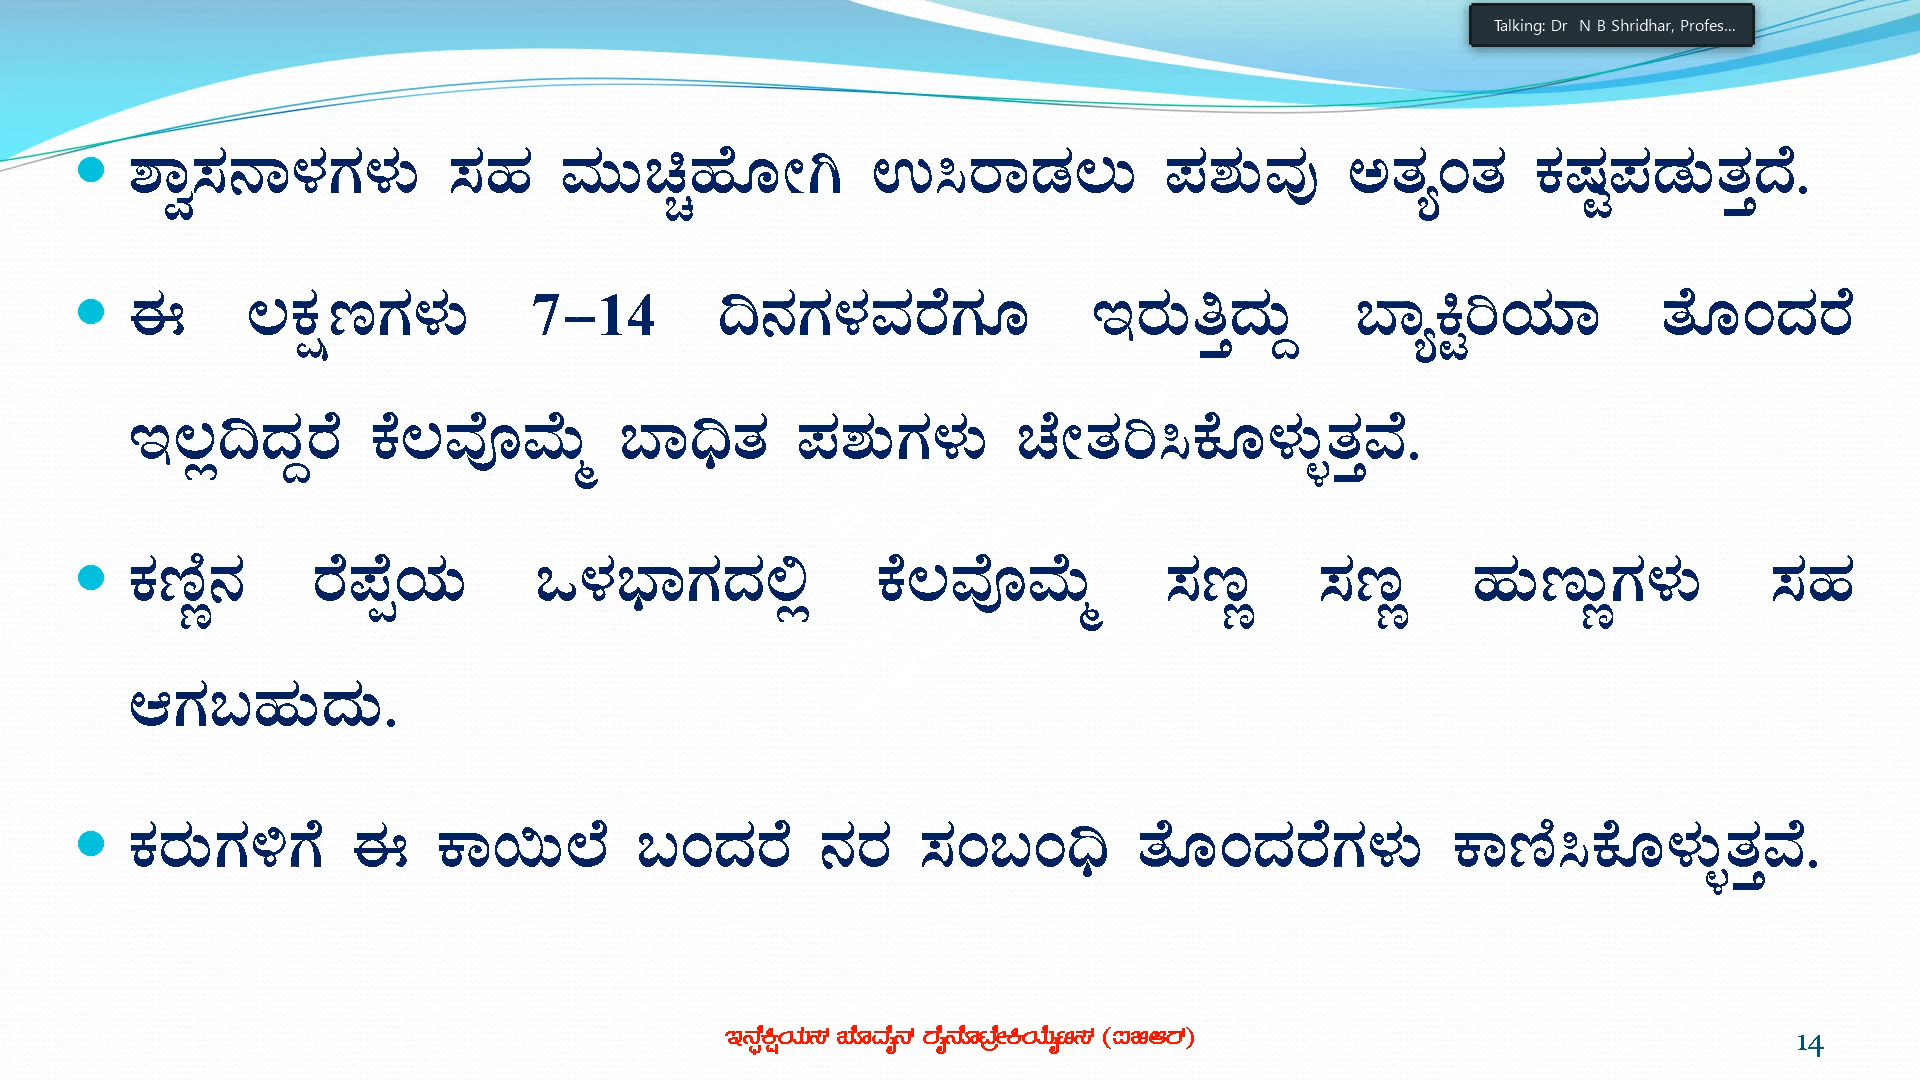 Talking: Dr N B Shridhar, Profes...
ಶ್ವಾಸನಾಳಗಳು ಸಹ ಮುಚ್ಚಿಹೋಗಿ ಉಸಿರಾಡಲು ಪಶುವು ಅತ್ಯಂತ ಕಷ್ಟಪಡುತ್ತದೆ.
ಈ ಲಕ್ಷಣಗಳು 7–14 ದಿನಗಳವರೆಗೂ ಇರುತ್ತಿದ್ದು ಬ್ಯಾಕ್ಟಿರಿಯಾ ತೊಂದರೆ
ಇಲ್ಲದಿದ್ದರೆ ಕೆಲವೊಮ್ಮೆ ಬಾಧಿತ ಪಶುಗಳು ಚೇತರಿಸಿಕೊಳ್ಳುತ್ತವೆ.
ಕಣ್ಣಿನ ರೆಪ್ಪೆಯ ಒಳಭಾಗದಲ್ಲಿ ಕೆಲವೊಮ್ಮೆ ಸಣ್ಣ ಸಣ್ಣ ಹುಣ್ಣುಗಳು ಸಹ
ಆಗಬಹುದು.
ಕರುಗಳಿಗೆ ಈ ಕಾಯಿಲೆ ಬಂದರೆ ನರ ಸಂಬಂಧಿ ತೊಂದರೆಗಳು ಕಾಣಿಸಿಕೊಳ್ಳುತ್ತವೆ.
ಇನ್ಫೆಕ್ಷಿಯಸ್ ಬೊವೈನ್ ರೈನೊಟ್ರೇಕಿಯೈಟಿಸ್ (ಐಬಿಆರ್)
14